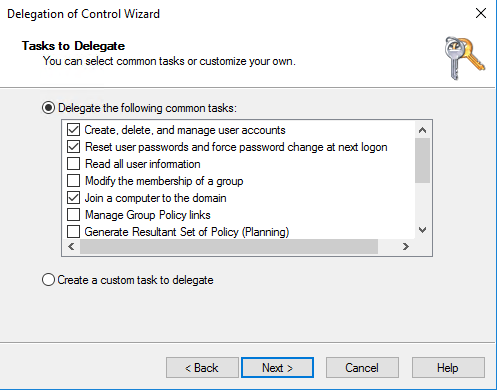 Delegation of Control Wizard
Tasks to Delegate
You can select common tasks or customize your own.
Delegate the following common tasks:
Create, delete, and manage user accounts
Reset user passwords and force password change at next logon
Read all user information
Modify the membership of a group
Join a computer to the domain
Manage Group Policy links
Generate Resultant Set of Policy (Planning)
Create a custom task to delegate
< Back Next > Cancel Help